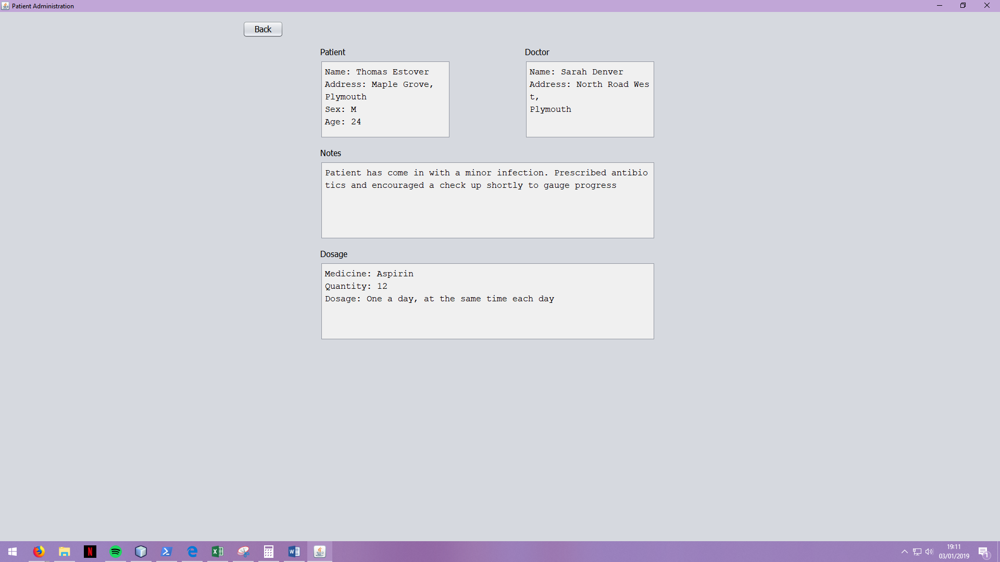 Patient Administration
Back
Patient
Doctor
Name: Thomas Estover
Address: Maple Grove,
Plymouth
Sex: M
Age: 24
Name: Sarah Denver
Address: North Road Wes
t,
Plymouth
Notes
Patient has come in with a minor infection. Prescribed antibio
tics and encouraged a check up shortly to gauge progress
Dosage
Medicine: Aspirin
Quantity: 12
Dosage: One a day, at the same time each day
19:11
03/01/2019
1